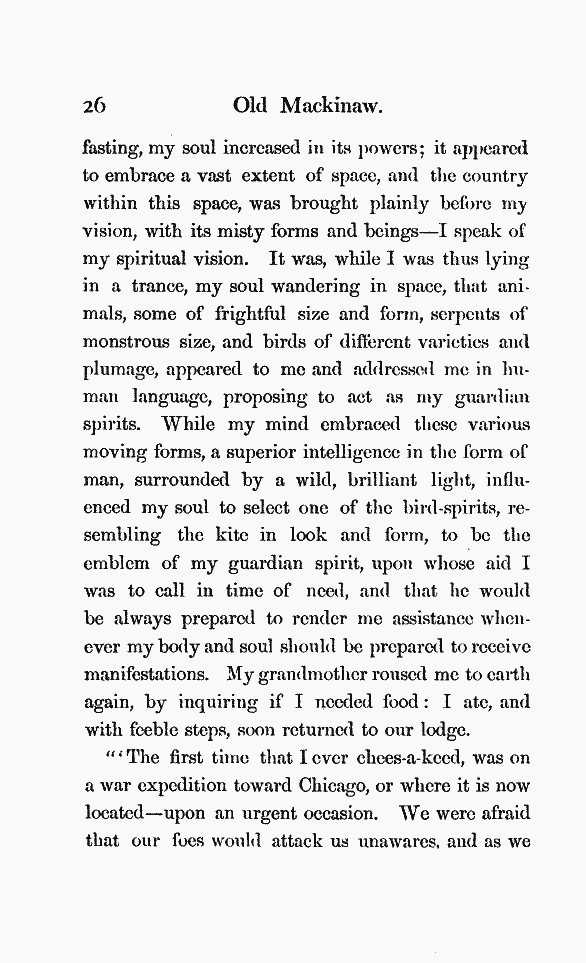 26 Old Mackinaw.
fasting, my soul increased in its powers; it appeared
to embrace a vast extent of space, and the country
within this space, was brought plainly before my
vision, with its misty forms and beings—I speak of
my spiritual vision. It was, while I was thus lying
in a trance, my soul wandering in space, that ani-
mals, some of frightful size and form, serpents of
monstrous size, and birds of different varieties and
plumage, appeared to me and addressed me in hu-
man language, proposing to act as my guardian
spirits. While my mind embraced these various
moving forms, a superior intelligence in the form of
man, surrounded by a wild, brilliant light, influ-
enced my soul to select one of the bird-spirits, re-
sembling the kite in look and form, to be the
emblem of my guardian spirit, upon whose aid I
was to call in time of need, and that he would
be always prepared to render me assistance when-
ever my body and soul should be prepared to receive
manifestations. My grandmother roused me to earth
again, by inquiring if I needed food: I ate, and
with feeble steps, soon returned to our lodge.
"'The first time that I ever chees-a-keed, was on
a war expedition toward Chicago, or where it is now
located—upon an urgent occasion. We were afraid
that our foes would attack us unawares, and as we